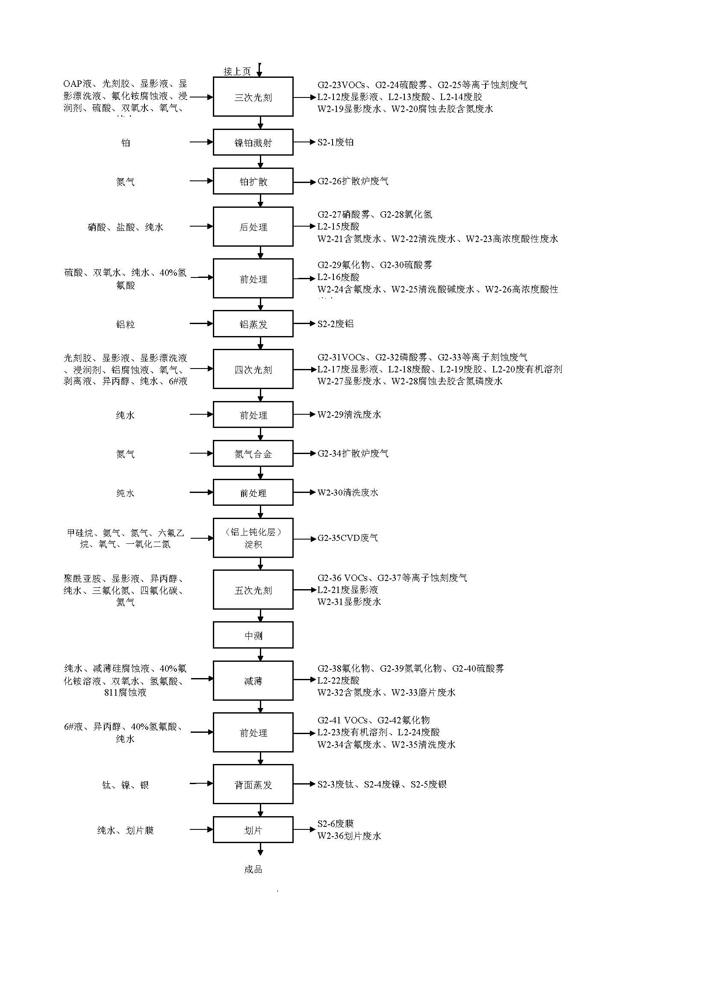 接上页
OAP液、光刻胶、显影液、显
影漂洗液、氟化铵腐蚀液、浸
润剂、硫酸、双氧水、氧气、
三次光刻
G2-23VOCs、G2-24硫酸雾、G2-25等离子蚀刻废气
L2-12废显影液、L2-13废酸、L2-14废胶
W2-19显影废水、W2-20腐蚀去胶含氮废水
铂
镍铂溅射
S2-1废铂
氮气
铂扩散
G2-26扩散炉废气
硝酸、盐酸、纯水
后处理
G2-27硝酸雾、G2-28氯化氢
L2-15废酸
W2-21含氮废水、W2-22清洗废水、W2-23高浓度酸性废水
硫酸、双氧水、纯水、40%氢
氟酸
前处理
G2-29氟化物、G2-30硫酸雾
L2-16废酸
W2-24含氟废水、W2-25清洗酸碱废水、W2-26高浓度酸性
铝粒
铝蒸发
S2-2废铝
光刻胶、显影液、显影漂洗液
、浸润剂、铝腐蚀液、氧气、
剥离液、异丙醇、纯水、6#液
四次光刻
G2-31VOCs、G2-32磷酸雾、G2-33等离子刻蚀废气
L2-17废显影液、L2-18废酸、L2-19废胶、L2-20废有机溶剂
W2-27显影废水、W2-28腐蚀去胶含氮磷废水
纯水
前处理
W2-29清洗废水
氮气
氮气合金
G2-34扩散炉废气
纯水
前处理
W2-30清洗废水
甲硅烷、氨气、氮气、六氟乙
烷、氧气、一氧化二氮
（铝上钝化层）
淀积
G2-35CVD废气
聚酰亚胺、显影液、异丙醇、
纯水、三氟化氮、四氟化碳、
氦气
五次光刻
G2-36 VOCs、G2-37等离子蚀刻废气
L2-21废显影液
W2-31显影废水
中测
纯水、减薄硅腐蚀液、40%氟
化铵溶液、双氧水、氢氟酸、
811腐蚀液
减薄
G2-38氟化物、G2-39氮氧化物、G2-40硫酸雾
L2-22废酸
W2-32含氮废水、W2-33磨片废水
6#液、异丙醇、40%氢氟酸、
纯水
前处理
G2-41 VOCs、G2-42氟化物
L2-23废有机溶剂、L2-24废酸
W2-34含氟废水、W2-35清洗废水
钛、镍、银
背面蒸发
S2-3废钛、S2-4废镍、S2-5废银
纯水、划片膜
划片
S2-6废膜
W2-36划片废水
成品